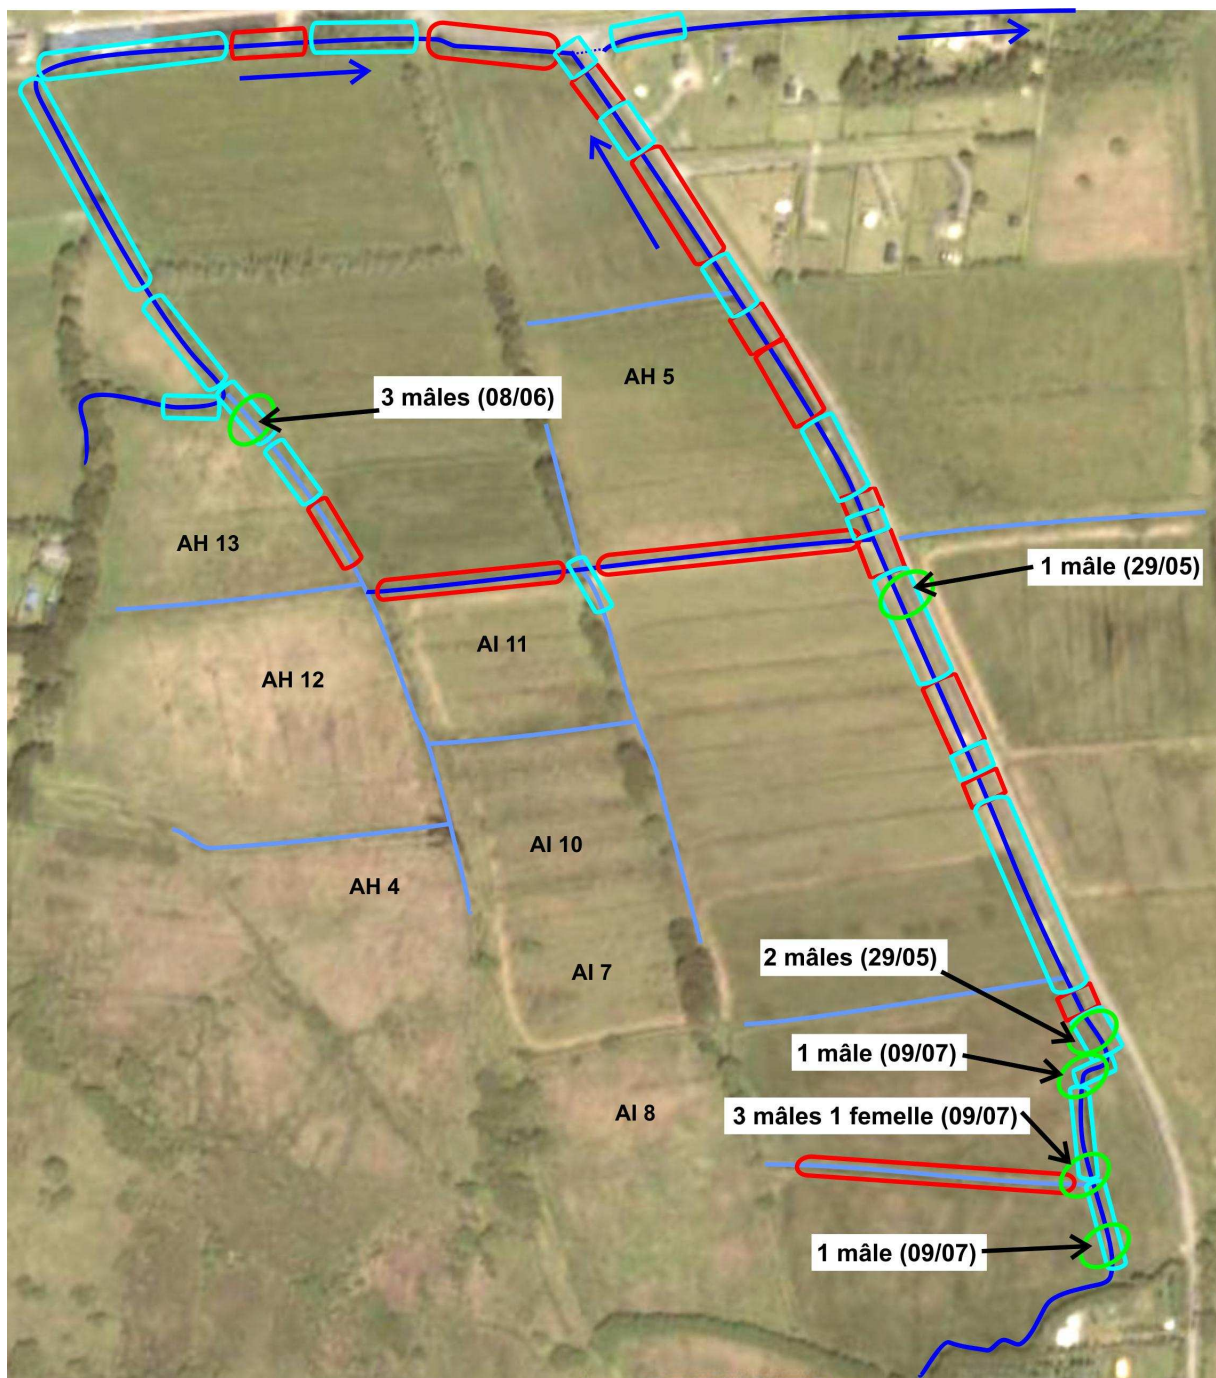 AH 5
3 mâles (08/06)
AH 13
1 mâle (29/05)
AI 11
AH 12
AI 10
AH 4
2 mâles (29/05)
AI 7
1 mâle (09/07)
AI 8
3 mâles 1 femelle (09/07)
1 mâle (09/07)